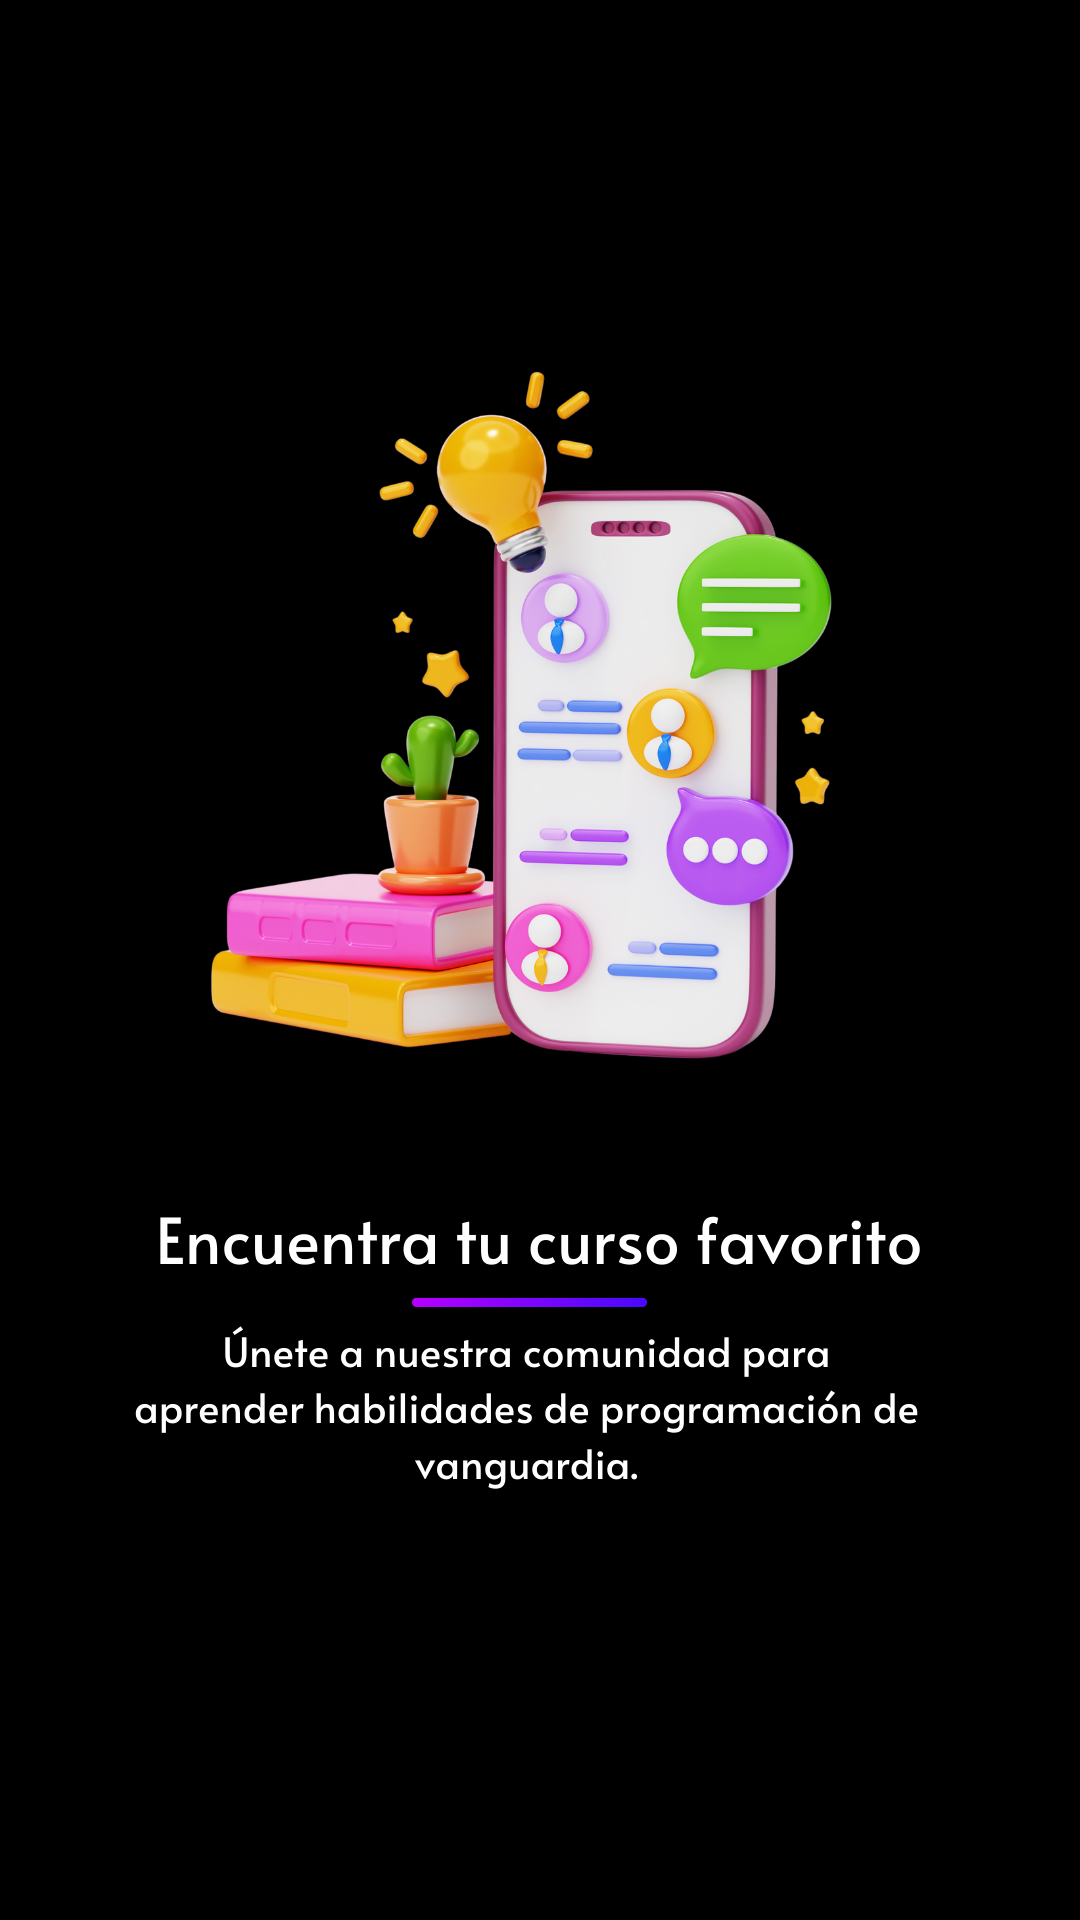 Encuentra tu curso favorito
Únete a nuestra comunidad para
aprender habilidades de programación de
vanguardia.